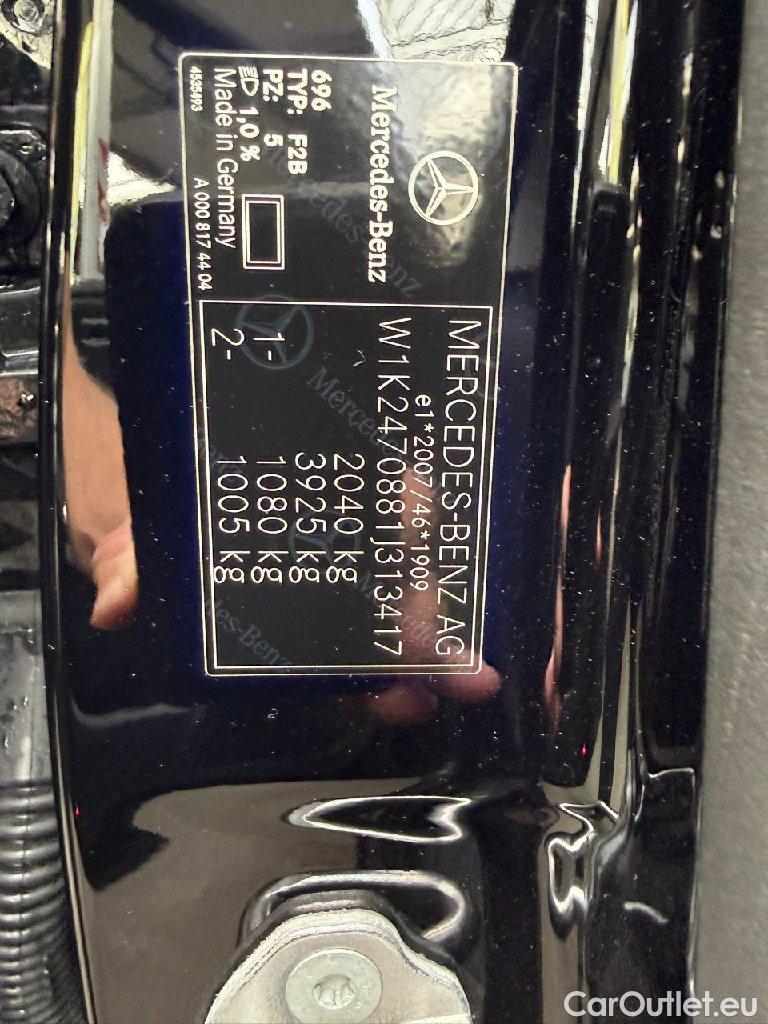 Mercedes-Benz
696
TYP: F2B
PZ: 5
1,0 %
Made in Germany
4535493
A 000 817 44 04
MERCEDES-BENZ AG
e1*2007/46*1909
W1K2470881J313417
2040 kg
3925 kg
1- 1080 kg
2- 1005 kg
CarOutlet.eu